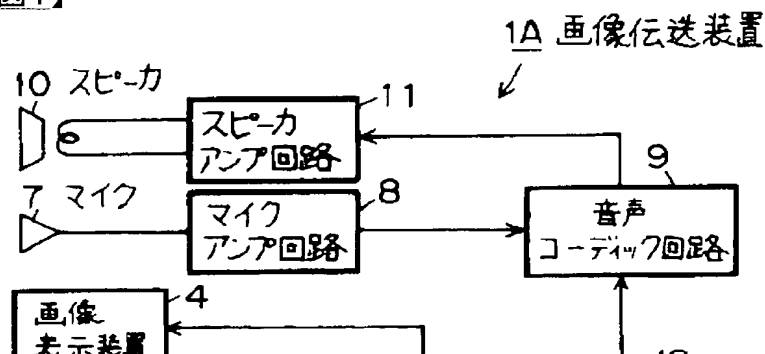 1A 画像伝送装置
10 スピーカ
11
スピーカ
アンプ回路
9
7 マイク
8
マイク
アンプ回路
音声
コーディック回路
4
画像
表示装置